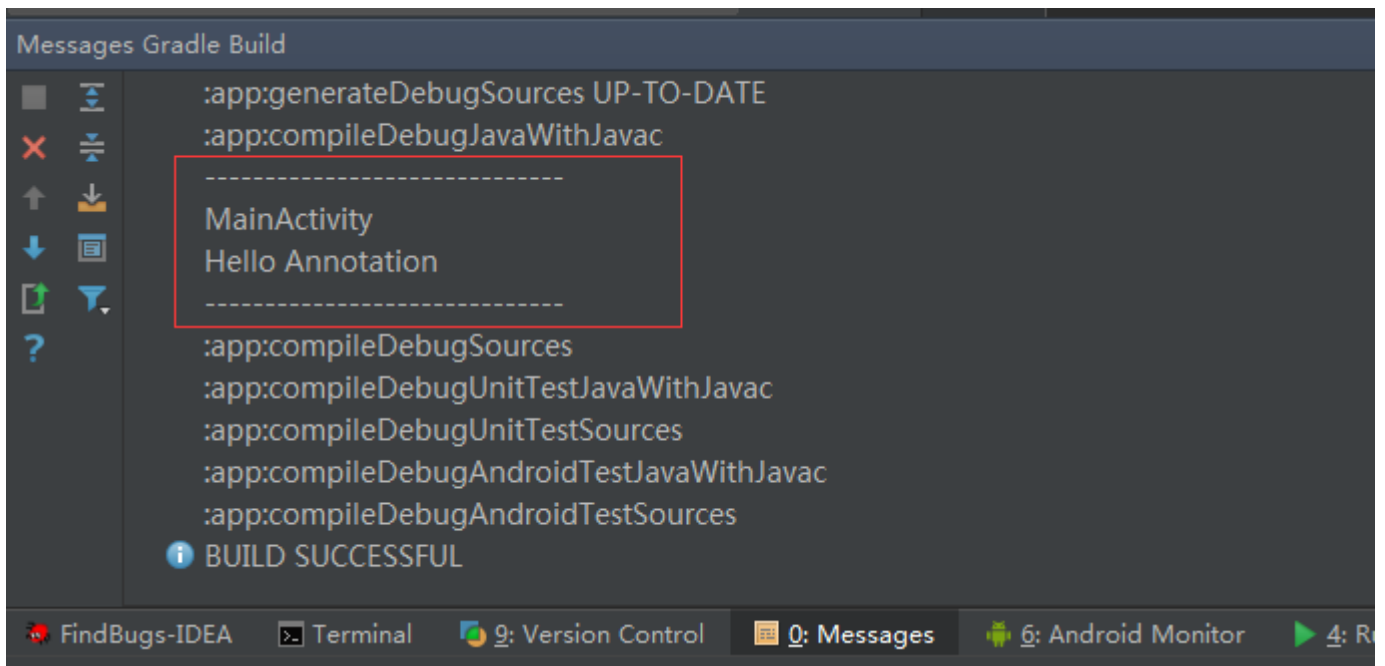 Messages Gradle Build
:app:generateDebugSources UP-TO-DATE
:app:compileDebugJavaWithJavac
------------------------------
MainActivity
Hello Annotation
------------------------------
:app:compileDebugSources
:app:compileDebugUnitTestJavaWithJavac
:app:compileDebugUnitTestSources
:app:compileDebugAndroidTestJavaWithJavac
:app:compileDebugAndroidTestSources
BUILD SUCCESSFUL
FindBugs-IDEA Terminal 9: Version Control 0: Messages 6: Android Monitor 4: